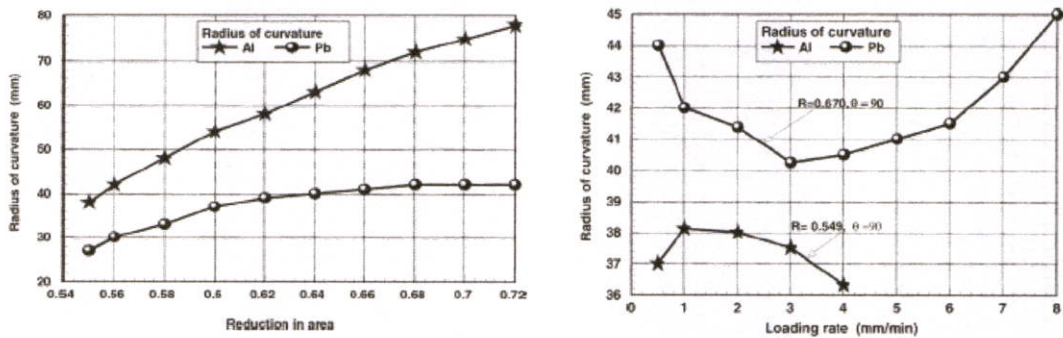 80
70
60
50
40
30
20
Radius of curvature (mm)
Radius of curvature
Al Pb
0.54 0.56 0.58 0.6 0.62 0.64 0.66 0.68 0.7 0.72
Reduction in area
45
44
43
42
41
40
39
38
37
36
Radius of curvature (mm)
Radius of curvature
Al Pb
R=0.670,θ=90
R= 0.549, θ=90
0 1 2 3 4 5 6 7 8
Loading rate (mm/min)